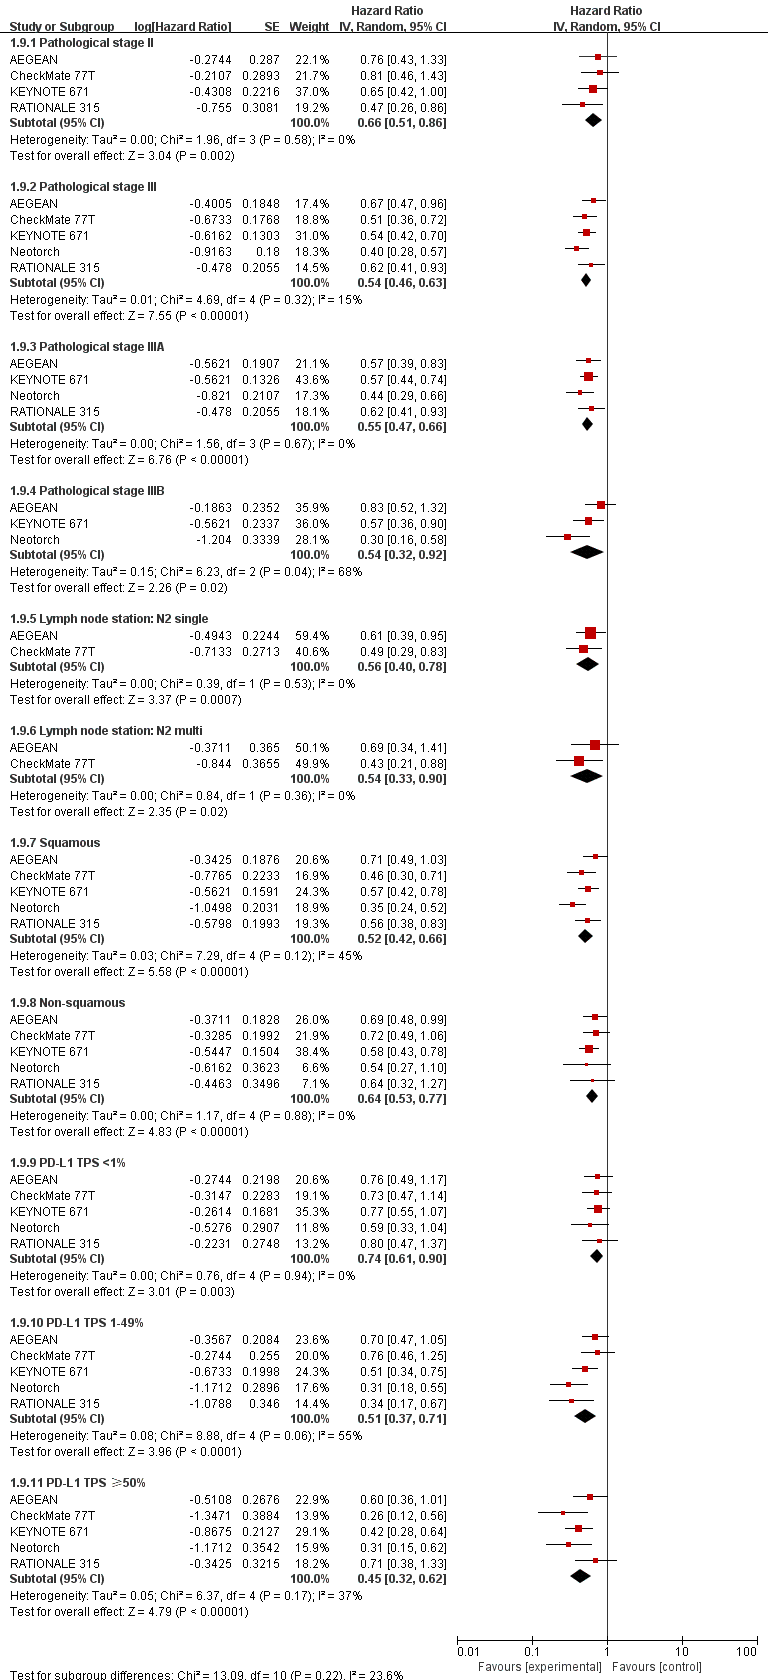 Hazard Ratio Hazard Ratio
Study or Subgroup log[Hazard Ratio] SE Weight IV, Random, 95% CI IV, Random, 95% CI
1.9.1 Pathological stage II
AEGEAN -0.2744 0.287 22.1% 0.76 [0.43, 1.33]
CheckMate 77T -0.2107 0.2893 21.7% 0.81 [0.46, 1.43]
KEYNOTE 671 -0.4308 0.2216 37.0% 0.65 [0.42, 1.00]
RATIONALE 315 -0.755 0.3081 19.2% 0.47 [0.26, 0.86]
Subtotal (95% CI) 100.0% 0.66 [0.51, 0.86]
Heterogeneity: Tau² = 0.00; Chi² = 1.96, df = 3 (P = 0.58); I² = 0%
Test for overall effect: Z = 3.04 (P = 0.002)
1.9.2 Pathological stage III
AEGEAN -0.4005 0.1848 17.4% 0.67 [0.47, 0.96]
CheckMate 77T -0.6733 0.1768 18.8% 0.51 [0.36, 0.72]
KEYNOTE 671 -0.6162 0.1303 31.0% 0.54 [0.42, 0.70]
Neotorch -0.9163 0.18 18.3% 0.40 [0.28, 0.57]
RATIONALE 315 -0.478 0.2055 14.5% 0.62 [0.41, 0.93]
Subtotal (95% CI) 100.0% 0.54 [0.46, 0.63]
Heterogeneity: Tau² = 0.01; Chi² = 4.69, df = 4 (P = 0.32); I² = 15%
Test for overall effect: Z = 7.55 (P < 0.00001)
1.9.3 Pathological stage IIIA
AEGEAN -0.5621 0.1907 21.1% 0.57 [0.39, 0.83]
KEYNOTE 671 -0.5621 0.1326 43.6% 0.57 [0.44, 0.74]
Neotorch -0.821 0.2107 17.3% 0.44 [0.29, 0.66]
RATIONALE 315 -0.478 0.2055 18.1% 0.62 [0.41, 0.93]
Subtotal (95% CI) 100.0% 0.55 [0.47, 0.66]
Heterogeneity: Tau² = 0.00; Chi² = 1.56, df = 3 (P = 0.67); I² = 0%
Test for overall effect: Z = 6.76 (P < 0.00001)
1.9.4 Pathological stage IIIB
AEGEAN -0.1863 0.2352 35.9% 0.83 [0.52, 1.32]
KEYNOTE 671 -0.5621 0.2337 36.0% 0.57 [0.36, 0.90]
Neotorch -1.204 0.3339 28.1% 0.30 [0.16, 0.58]
Subtotal (95% CI) 100.0% 0.54 [0.32, 0.92]
Heterogeneity: Tau² = 0.15; Chi² = 6.23, df = 2 (P = 0.04); I² = 68%
Test for overall effect: Z = 2.26 (P = 0.02)
1.9.5 Lymph node station: N2 single
AEGEAN -0.4943 0.2244 59.4% 0.61 [0.39, 0.95]
CheckMate 77T -0.7133 0.2713 40.6% 0.49 [0.29, 0.83]
Subtotal (95% CI) 100.0% 0.56 [0.40, 0.78]
Heterogeneity: Tau² = 0.00; Chi² = 0.39, df = 1 (P = 0.53); I² = 0%
Test for overall effect: Z = 3.37 (P = 0.0007)
1.9.6 Lymph node station: N2 multi
AEGEAN -0.3711 0.365 50.1% 0.69 [0.34, 1.41]
CheckMate 77T -0.844 0.3655 49.9% 0.43 [0.21, 0.88]
Subtotal (95% CI) 100.0% 0.54 [0.33, 0.90]
Heterogeneity: Tau² = 0.00; Chi² = 0.84, df = 1 (P = 0.36); I² = 0%
Test for overall effect: Z = 2.35 (P = 0.02)
1.9.7 Squamous
AEGEAN -0.3425 0.1876 20.6% 0.71 [0.49, 1.03]
CheckMate 77T -0.7765 0.2233 16.9% 0.46 [0.30, 0.71]
KEYNOTE 671 -0.5621 0.1591 24.3% 0.57 [0.42, 0.78]
Neotorch -1.0498 0.2031 18.9% 0.35 [0.24, 0.52]
RATIONALE 315 -0.5798 0.1993 19.3% 0.56 [0.38, 0.83]
Subtotal (95% CI) 100.0% 0.52 [0.42, 0.66]
Heterogeneity: Tau² = 0.03; Chi² = 7.29, df = 4 (P = 0.12); I² = 45%
Test for overall effect: Z = 5.58 (P < 0.00001)
1.9.8 Non-squamous
AEGEAN -0.3711 0.1828 26.0% 0.69 [0.48, 0.99]
CheckMate 77T -0.3285 0.1992 21.9% 0.72 [0.49, 1.06]
KEYNOTE 671 -0.5447 0.1504 38.4% 0.58 [0.43, 0.78]
Neotorch -0.6162 0.3623 6.6% 0.54 [0.27, 1.10]
RATIONALE 315 -0.4463 0.3496 7.1% 0.64 [0.32, 1.27]
Subtotal (95% CI) 100.0% 0.64 [0.53, 0.77]
Heterogeneity: Tau² = 0.00; Chi² = 1.17, df = 4 (P = 0.88); I² = 0%
Test for overall effect: Z = 4.83 (P < 0.00001)
1.9.9 PD-L1 TPS <1%
AEGEAN -0.2744 0.2198 20.6% 0.76 [0.49, 1.17]
CheckMate 77T -0.3147 0.2283 19.1% 0.73 [0.47, 1.14]
KEYNOTE 671 -0.2614 0.1681 35.3% 0.77 [0.55, 1.07]
Neotorch -0.5276 0.2907 11.8% 0.59 [0.33, 1.04]
RATIONALE 315 -0.2231 0.2748 13.2% 0.80 [0.47, 1.37]
Subtotal (95% CI) 100.0% 0.74 [0.61, 0.90]
Heterogeneity: Tau² = 0.00; Chi² = 0.76, df = 4 (P = 0.94); I² = 0%
Test for overall effect: Z = 3.01 (P = 0.003)
1.9.10 PD-L1 TPS 1-49%
AEGEAN -0.3567 0.2084 23.6% 0.70 [0.47, 1.05]
CheckMate 77T -0.2744 0.255 20.0% 0.76 [0.46, 1.25]
KEYNOTE 671 -0.6733 0.1998 24.3% 0.51 [0.34, 0.75]
Neotorch -1.1712 0.2896 17.6% 0.31 [0.18, 0.55]
RATIONALE 315 -1.0788 0.346 14.4% 0.34 [0.17, 0.67]
Subtotal (95% CI) 100.0% 0.51 [0.37, 0.71]
Heterogeneity: Tau² = 0.08; Chi² = 8.88, df = 4 (P = 0.06); I² = 55%
Test for overall effect: Z = 3.96 (P < 0.0001)
1.9.11 PD-L1 TPS ≥50%
AEGEAN -0.5108 0.2676 22.9% 0.60 [0.36, 1.01]
CheckMate 77T -1.3471 0.3884 13.9% 0.26 [0.12, 0.56]
KEYNOTE 671 -0.8675 0.2127 29.1% 0.42 [0.28, 0.64]
Neotorch -1.1712 0.3542 15.9% 0.31 [0.15, 0.62]
RATIONALE 315 -0.3425 0.3215 18.2% 0.71 [0.38, 1.33]
Subtotal (95% CI) 100.0% 0.45 [0.32, 0.62]
Heterogeneity: Tau² = 0.05; Chi² = 6.37, df = 4 (P = 0.17); I² = 37%
Test for overall effect: Z = 4.79 (P < 0.00001)
0.01 0.1 1 10 100
Favours [experimental] Favours [control]
Test for subgroup differences: Chi² = 13.09, df = 10 (P = 0.22), I² = 23.6%